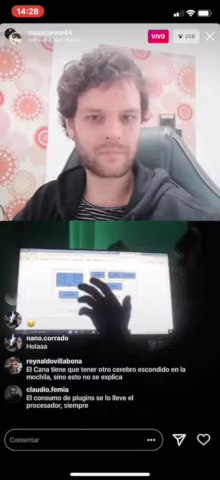 14:28
VIVO
258
nano.corrado
Holaaa
reynaldovillabona
El Cana tiene que tener otro cerebro escondido en la
mochila, sino esto no se explica
claudio.femia
El consumo de plugins se lo lleve el
procesador, siempre
Comentar